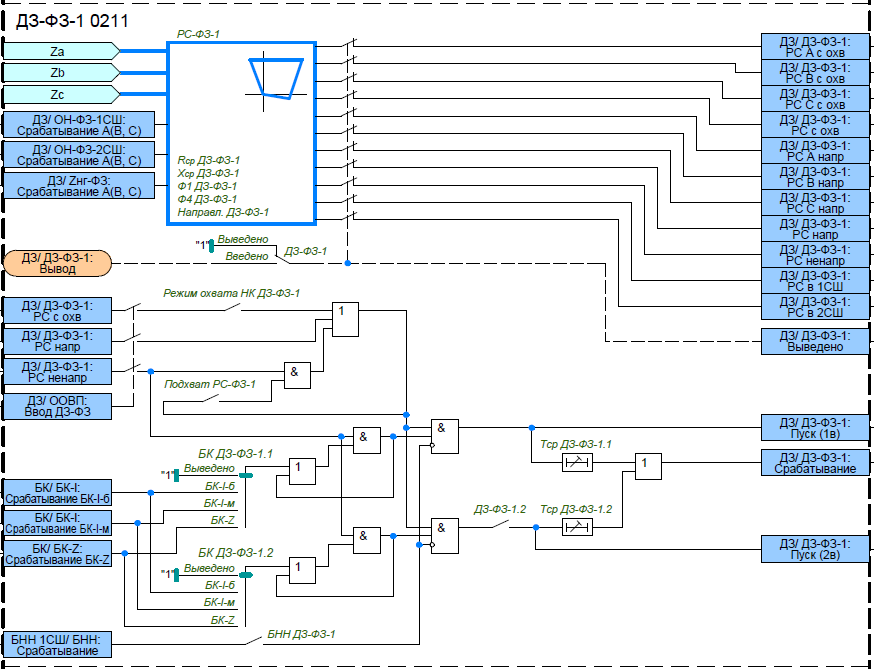 ДЗ-ФЗ-1 0211
РС-ФЗ-1
Za
Zb
Zc
ДЗ/ ОН-ФЗ-1СШ:
Срабатывание А(В, С)
ДЗ/ ОН-ФЗ-2СШ:
Срабатывание А(В, С)
ДЗ/ Zнг-ФЗ:
Срабатывание А(В, С)
Rср ДЗ-ФЗ-1
Xср ДЗ-ФЗ-1
Ф1 ДЗ-ФЗ-1
Ф4 ДЗ-ФЗ-1
Направл. ДЗ-ФЗ-1
ДЗ/ ДЗ-ФЗ-1:
РС А с охв
ДЗ/ ДЗ-ФЗ-1:
РС В с охв
ДЗ/ ДЗ-ФЗ-1:
РС С с охв
ДЗ/ ДЗ-ФЗ-1:
РС с охв
ДЗ/ ДЗ-ФЗ-1:
РС А напр
ДЗ/ ДЗ-ФЗ-1:
РС В напр
ДЗ/ ДЗ-ФЗ-1:
РС С напр
ДЗ/ ДЗ-ФЗ-1:
РС напр
ДЗ/ ДЗ-ФЗ-1:
РС ненапр
ДЗ/ ДЗ-ФЗ-1:
РС в 1СШ
ДЗ/ ДЗ-ФЗ-1:
РС в 2СШ
ДЗ/ ДЗ-ФЗ-1:
Выведено
"1"
Выведено
Введено
ДЗ-ФЗ-1
ДЗ/ ДЗ-ФЗ-1:
Вывод
ДЗ/ ДЗ-ФЗ-1:
РС с охв
ДЗ/ ДЗ-ФЗ-1:
РС напр
ДЗ/ ДЗ-ФЗ-1:
РС ненапр
ДЗ/ ООВП:
Ввод ДЗ-ФЗ
Режим охвата НК ДЗ-ФЗ-1
1
&
Подхват РС-ФЗ-1
БК ДЗ-ФЗ-1.1
"1"
Выведено
БК-I-б
БК-I-м
БК-Z
1
&
&
БК/ БК-I:
Срабатывание БК-I-б
БК/ БК-I:
Срабатывание БК-I-м
БК/ БК-Z:
Срабатывание БК-Z
БК ДЗ-ФЗ-1.2
"1"
Выведено
БК-I-б
БК-I-м
БК-Z
1
&
&
БНН 1СШ/ БНН:
Срабатывание
БНН ДЗ-ФЗ-1
Тср ДЗ-ФЗ-1.1
1
ДЗ-ФЗ-1.2
Тср ДЗ-ФЗ-1.2
ДЗ/ ДЗ-ФЗ-1:
Пуск (1в)
ДЗ/ ДЗ-ФЗ-1:
Срабатывание
ДЗ/ ДЗ-ФЗ-1:
Пуск (2в)